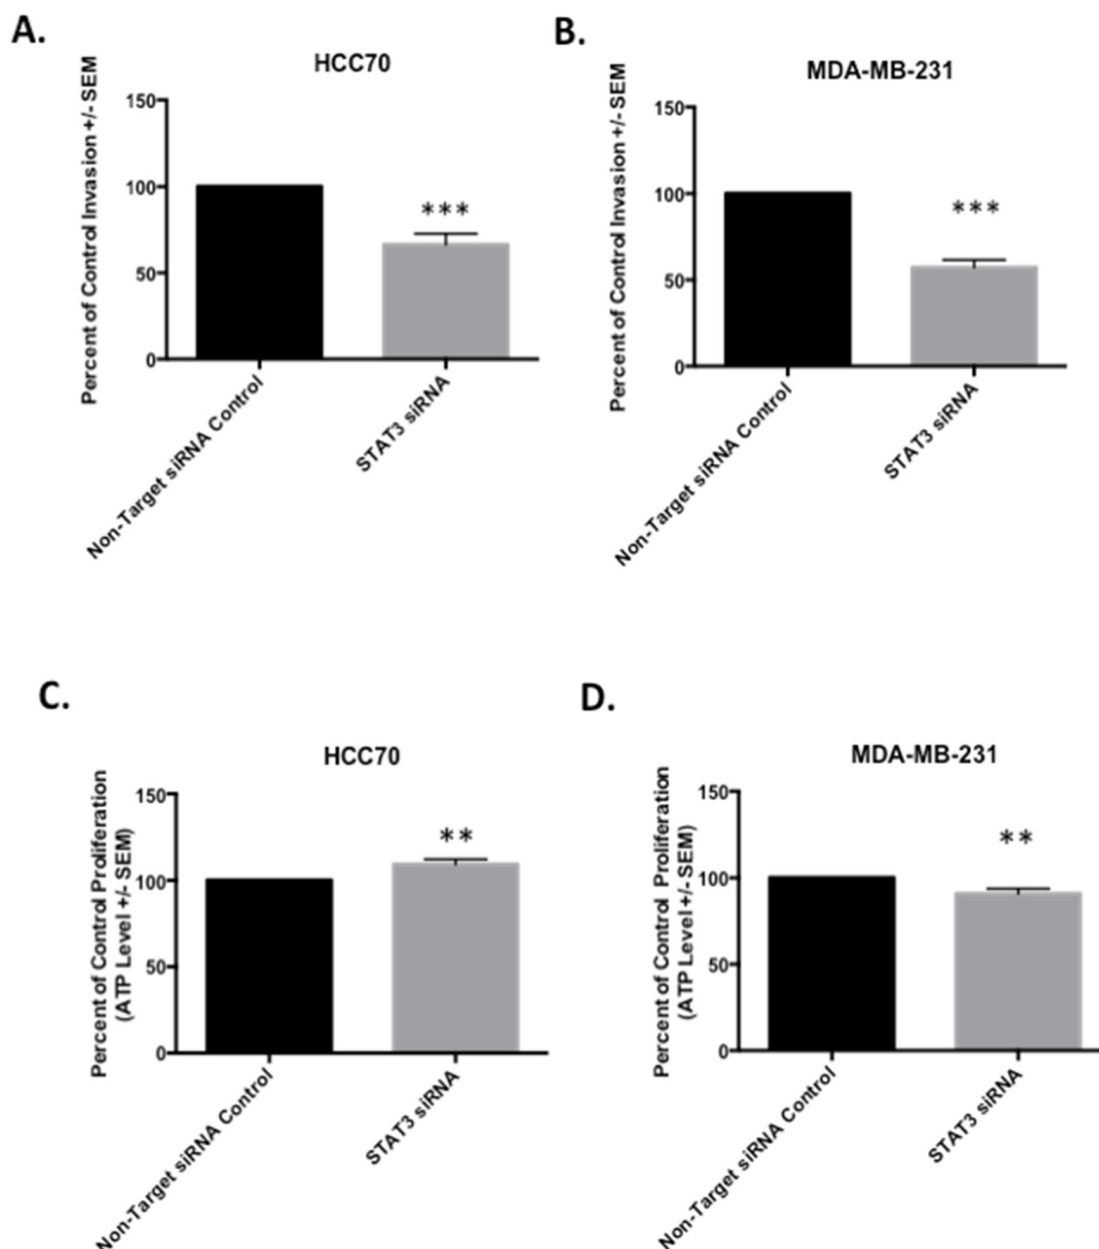 A.
HCC70
Percent of Control Invasion +/- SEM
150
100
50
0
***
Non-Target siRNA Control
STAT3 siRNA
B.
MDA-MB-231
Percent of Control Invasion +/- SEM
150
100
50
0
***
Non-Target siRNA Control
STAT3 siRNA
C.
HCC70
Percent of Control Proliferation
(ATP Level +/- SEM)
150
100
50
0
**
Non-Target siRNA Control
STAT3 siRNA
D.
MDA-MB-231
Percent of Control Proliferation
(ATP Level +/- SEM)
150
100
50
0
**
Non-Target siRNA Control
STAT3 siRNA